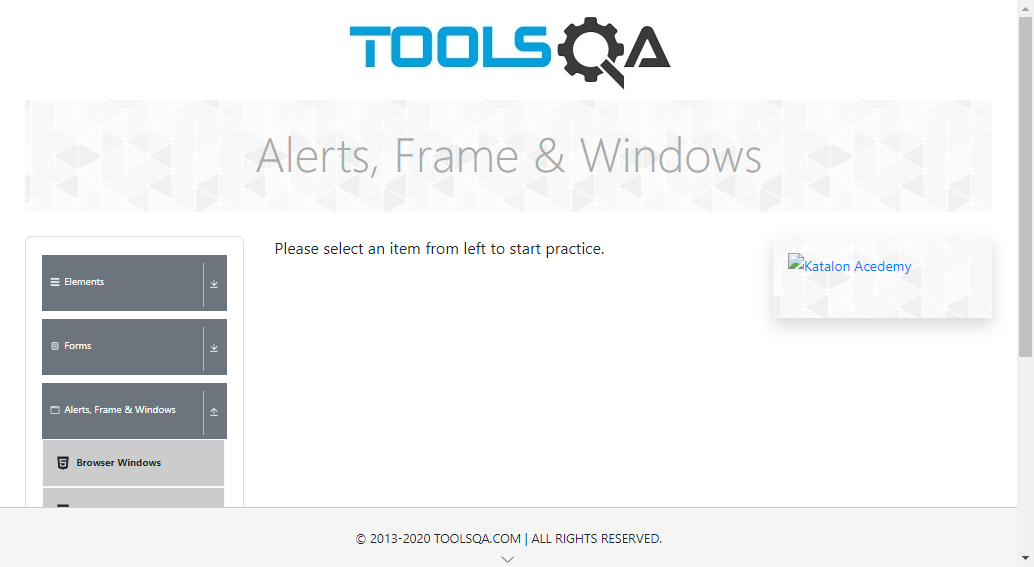 TOOLSQA
Alerts, Frame & Windows
Elements
Forms
Alerts, Frame & Windows
Browser Windows
Please select an item from left to start practice.
Katalon Acedemy
© 2013-2020 TOOLSQA.COM | ALL RIGHTS RESERVED.